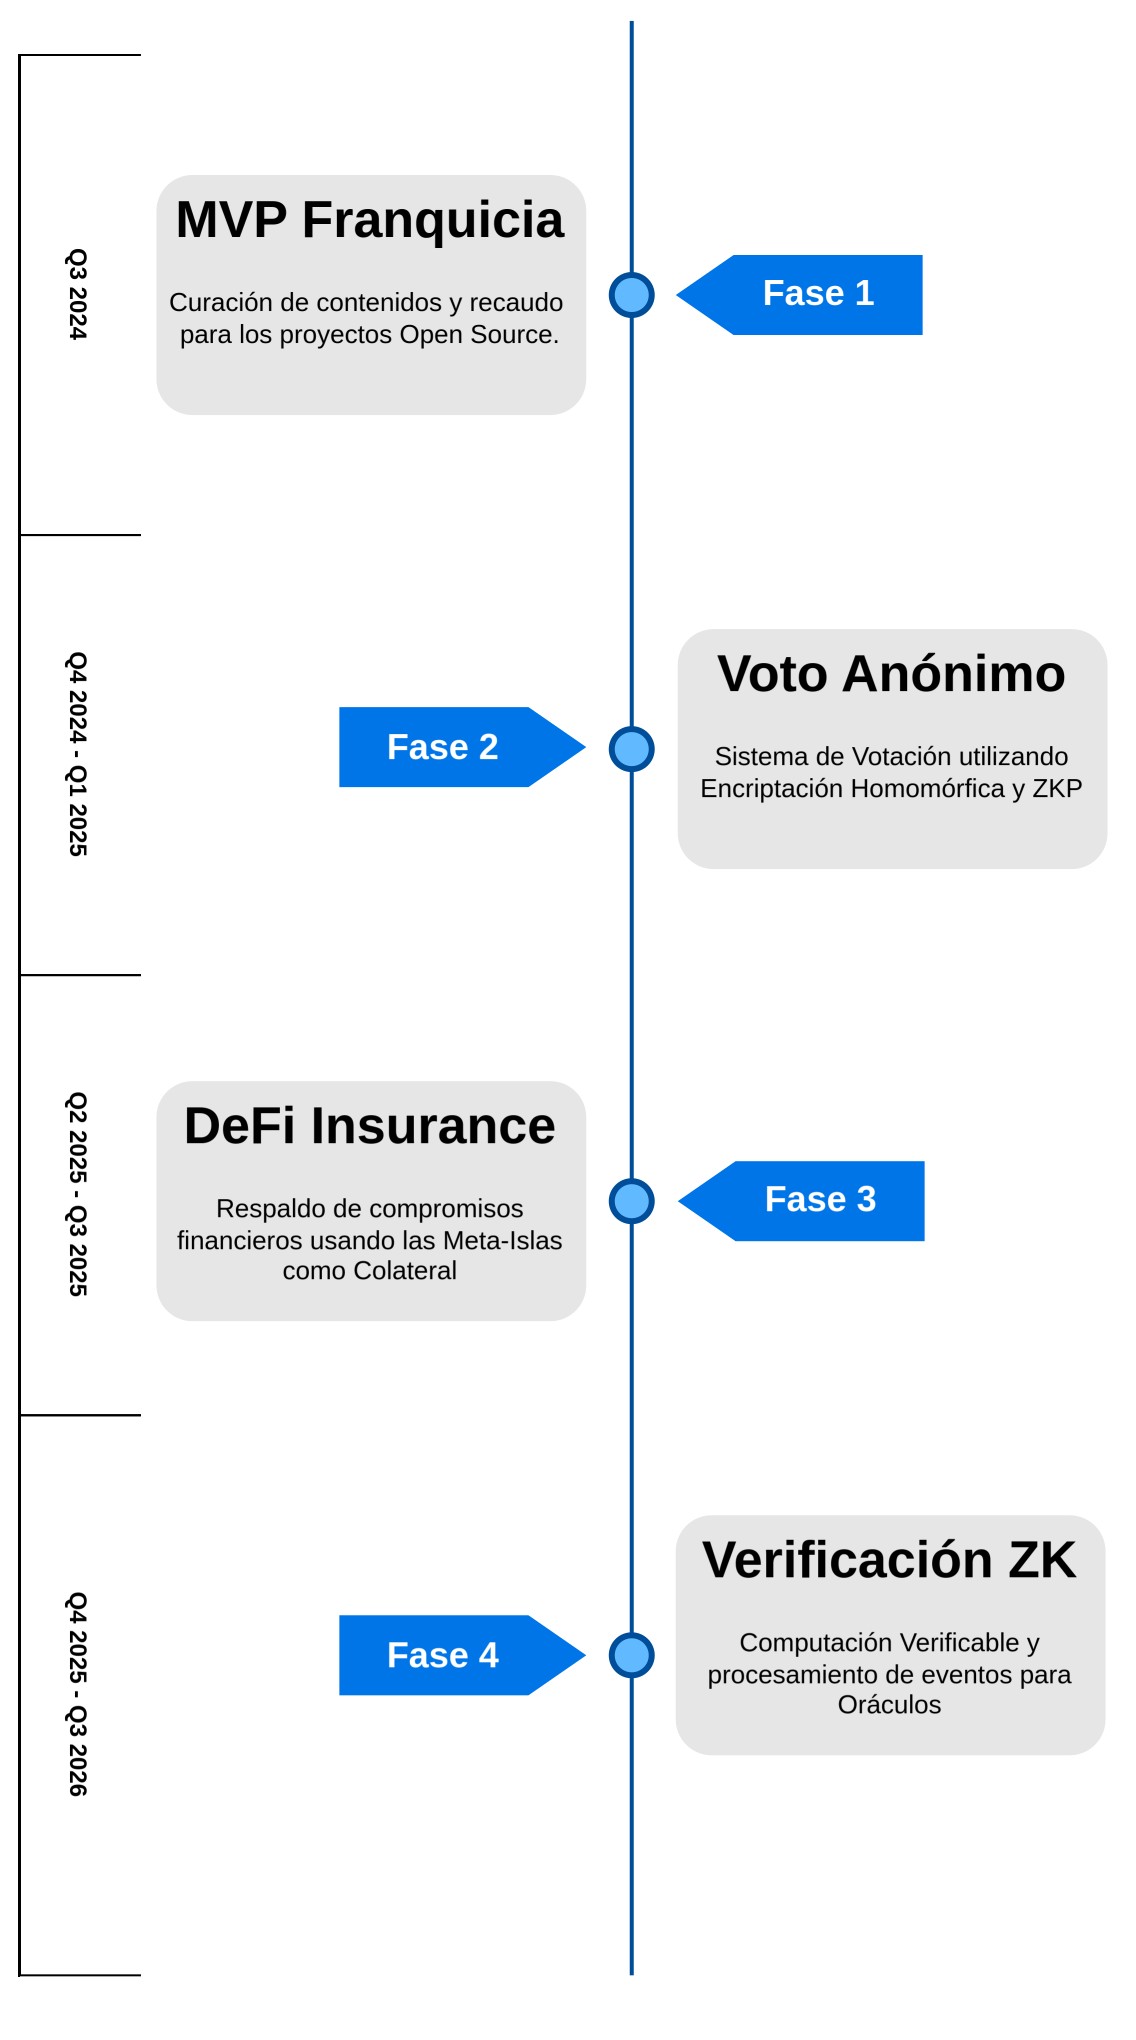 Q3 2024
MVP Franquicia
Curación de contenidos y recaudo
para los proyectos Open Source.
Fase 1
Q4 2024 - Q1 2025
Fase 2
Voto Anónimo
Sistema de Votación utilizando
Encriptación Homomórfica y ZKP
Q2 2025 - Q3 2025
DeFi Insurance
Respaldo de compromisos
financieros usando las Meta-Islas
como Colateral
Fase 3
Q4 2025 - Q3 2026
Fase 4
Verificación ZK
Computación Verificable y
procesamiento de eventos para
Oráculos